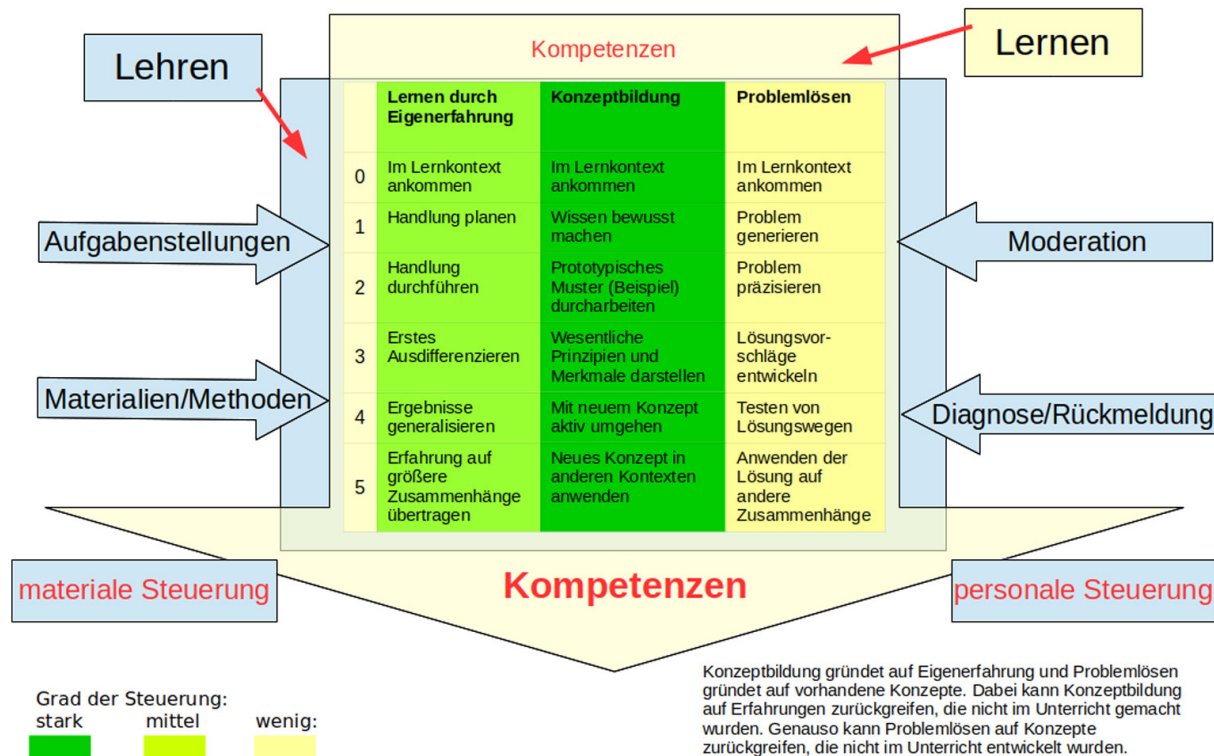 Kompetenzen
Lehren
Lernen
Lernen durch
Eigenerfahrung
Konzeptbildung
Problemlösen
0
Im Lernkontext
ankommen
Im Lernkontext
ankommen
Im Lernkontext
ankommen
1
Handlung planen
Wissen bewusst
machen
Problem
generieren
2
Handlung
durchführen
Prototypisches
Muster (Beispiel)
durcharbeiten
Problem
präzisieren
3
Erstes
Ausdifferenzieren
Wesentliche
Prinzipien und
Merkmale darstellen
Lösungsvor-
schläge
entwickeln
4
Ergebnisse
generalisieren
Mit neuem Konzept
aktiv umgehen
Testen von
Lösungswegen
5
Erfahrung auf
größere
Zusammenhänge
übertragen
Neues Konzept in
anderen Kontexten
anwenden
Anwenden der
Lösung auf
andere
Zusammenhänge
Aufgabenstellungen
Moderation
Materialien/Methoden
Diagnose/Rückmeldung
materiale Steuerung
Kompetenzen
personale Steuerung
Grad der Steuerung:
stark mittel wenig:
Konzeptbildung gründet auf Eigenerfahrung und Problemlösen
gründet auf vorhandene Konzepte. Dabei kann Konzeptbildung
auf Erfahrungen zurückgreifen, die nicht im Unterricht gemacht
wurden. Genauso kann Problemlösen auf Konzepte
zurückgreifen, die nicht im Unterricht entwickelt wurden.